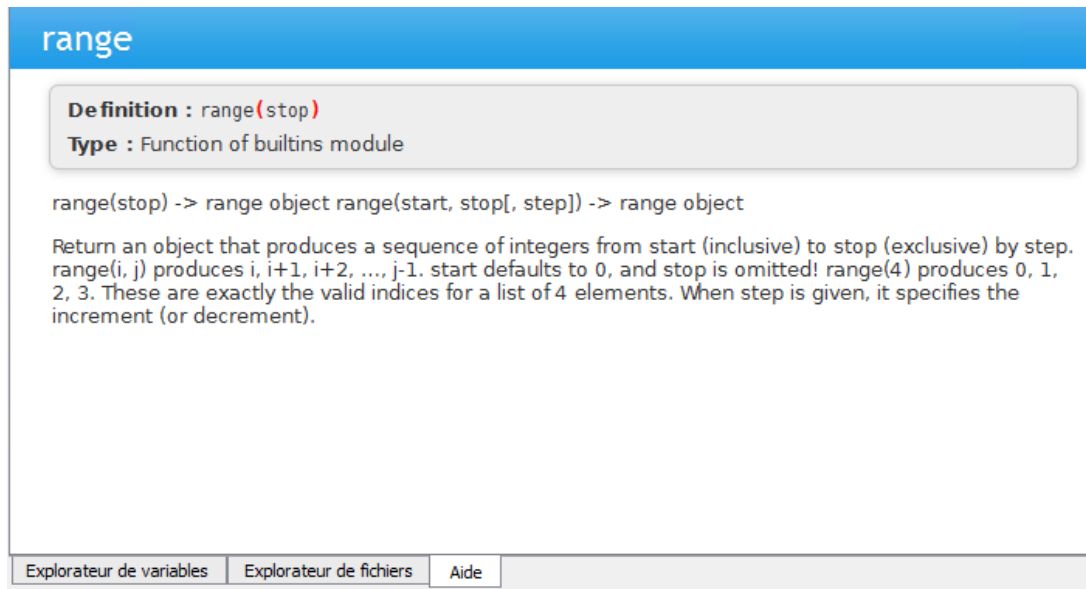 range
Definition : range(stop)
Type : Function of builtins module
range(stop) -> range object range(start, stop[, step]) -> range object
Return an object that produces a sequence of integers from start (inclusive) to stop (exclusive) by step.
range(i, j) produces i, i+1, i+2, ..., j-1. start defaults to 0, and stop is omitted! range(4) produces 0, 1,
2, 3. These are exactly the valid indices for a list of 4 elements. When step is given, it specifies the
increment (or decrement).
Explorateur de variables Explorateur de fichiers Aide